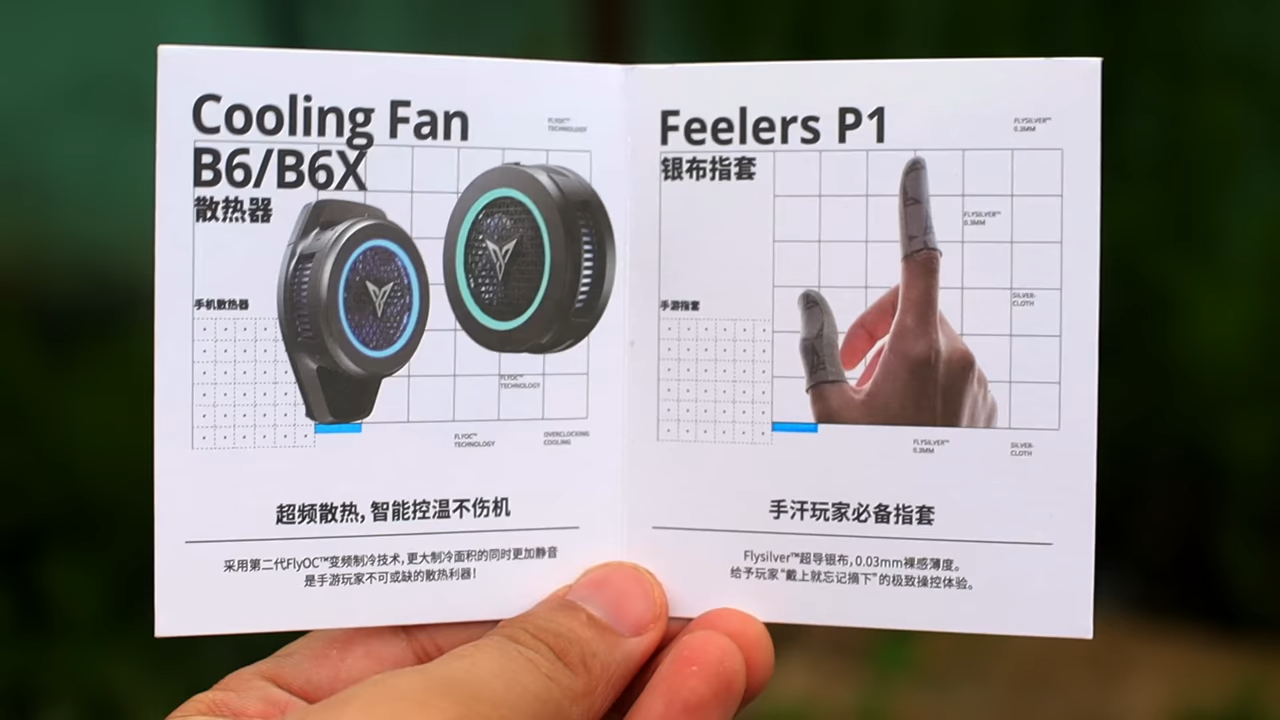 Cooling Fan
B6/B6X
散热器
FLYOC™
TECHNOLOGY
手机散热器
FLYOC™
TECHNOLOGY
FLYOC™
TECHNOLOGY
OVERCLOCKING
COOLING
超频散热，智能控温不伤机
采用第二代FlyOC™变频制冷技术，更大制冷面积的同时更加静音
是手游玩家不可或缺的散热利器！
Feelers P1
银布指套
FLYSILVER™
0.3MM
FLYSILVER™
0.3MM
SILVER-
CLOTH
手游指套
FLYSILVER™
0.3MM
SILVER-
CLOTH
手汗玩家必备指套
Flysilver™超导银布，0.03mm裸感薄度。
给予玩家“戴上就忘记摘下”的极致操控体验。